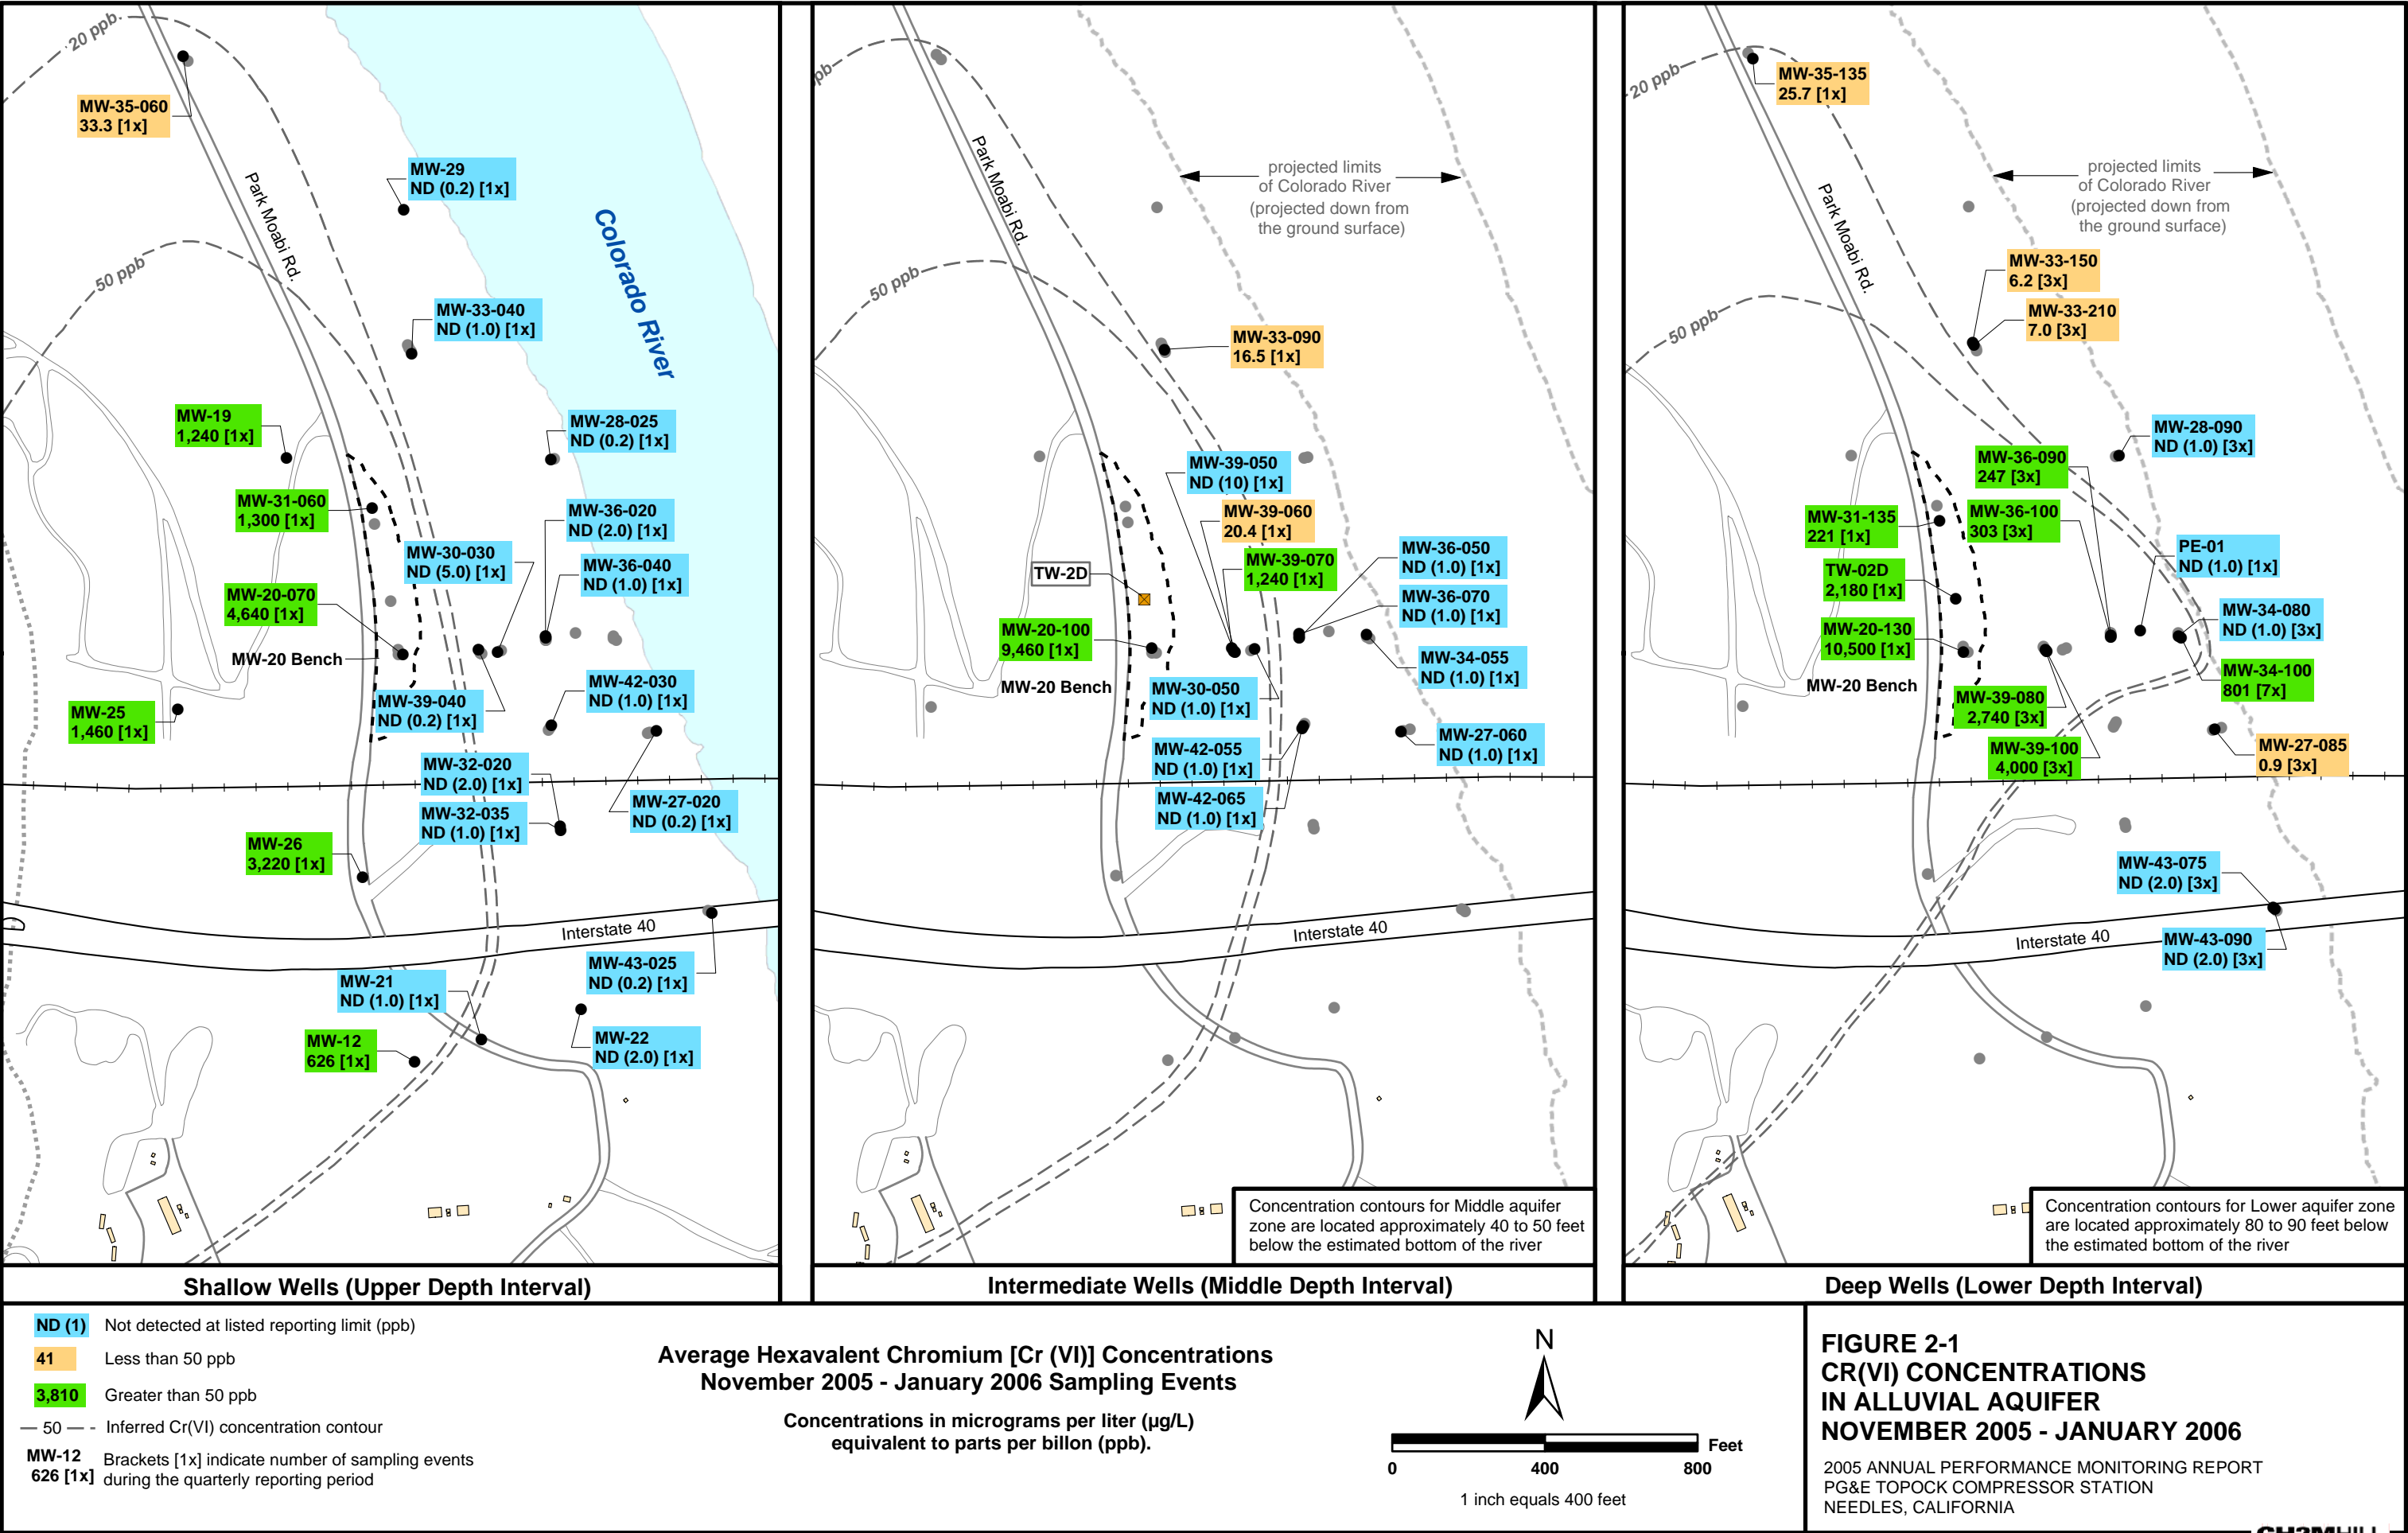 20 ppb
MW-35-060
33.3 [1x]
Park Moabi Rd.
MW-29
ND (0.2) [1x]
Colorado River
50 ppb
MW-33-040
ND (1.0) [1x]
MW-19
1,240 [1x]
MW-28-025
ND (0.2) [1x]
MW-31-060
1,300 [1x]
MW-36-020
ND (2.0) [1x]
MW-30-030
ND (5.0) [1x]
MW-36-040
ND (1.0) [1x]
MW-20-070
4,640 [1x]
MW-20 Bench
MW-39-040
ND (0.2) [1x]
MW-42-030
ND (1.0) [1x]
MW-25
1,460 [1x]
MW-32-020
ND (2.0) [1x]
MW-27-020
ND (0.2) [1x]
MW-32-035
ND (1.0) [1x]
MW-26
3,220 [1x]
Interstate 40
MW-43-025
ND (0.2) [1x]
MW-21
ND (1.0) [1x]
MW-22
ND (2.0) [1x]
MW-12
626 [1x]
Shallow Wells (Upper Depth Interval)
pb
Park Moabi Rd.
projected limits
of Colorado River
(projected down from
the ground surface)
50 ppb
MW-33-090
16.5 [1x]
MW-39-050
ND (10) [1x]
MW-39-060
20.4 [1x]
MW-39-070
1,240 [1x]
MW-36-050
ND (1.0) [1x]
TW-2D
MW-36-070
ND (1.0) [1x]
MW-20-100
9,460 [1x]
MW-34-055
ND (1.0) [1x]
MW-20 Bench
MW-30-050
ND (1.0) [1x]
MW-27-060
ND (1.0) [1x]
MW-42-055
ND (1.0) [1x]
MW-42-065
ND (1.0) [1x]
Interstate 40
Concentration contours for Middle aquifer
zone are located approximately 40 to 50 feet
below the estimated bottom of the river
Intermediate Wells (Middle Depth Interval)
20 ppb
MW-35-135
25.7 [1x]
Park Moabi Rd.
projected limits
of Colorado River
(projected down from
the ground surface)
MW-33-150
6.2 [3x]
MW-33-210
7.0 [3x]
50 ppb
MW-28-090
ND (1.0) [3x]
MW-36-090
247 [3x]
MW-31-135
221 [1x]
MW-36-100
303 [3x]
PE-01
ND (1.0) [1x]
TW-02D
2,180 [1x]
MW-34-080
ND (1.0) [3x]
MW-20-130
10,500 [1x]
MW-34-100
801 [7x]
MW-20 Bench
MW-39-080
2,740 [3x]
MW-39-100
4,000 [3x]
MW-27-085
0.9 [3x]
MW-43-075
ND (2.0) [3x]
Interstate 40
MW-43-090
ND (2.0) [3x]
Concentration contours for Lower aquifer zone
are located approximately 80 to 90 feet below
the estimated bottom of the river
Deep Wells (Lower Depth Interval)
ND (1) Not detected at listed reporting limit (ppb)
41 Less than 50 ppb
3,810 Greater than 50 ppb
50 Inferred Cr(VI) concentration contour
MW-12
626 [1x]
Brackets [1x] indicate number of sampling events
during the quarterly reporting period
Average Hexavalent Chromium [Cr (VI)] Concentrations
November 2005 - January 2006 Sampling Events
Concentrations in micrograms per liter (µg/L)
equivalent to parts per billon (ppb).
N
Feet
0 400 800
1 inch equals 400 feet
FIGURE 2-1
CR(VI) CONCENTRATIONS
IN ALLUVIAL AQUIFER
NOVEMBER 2005 - JANUARY 2006
2005 ANNUAL PERFORMANCE MONITORING REPORT
PG&E TOPOCK COMPRESSOR STATION
NEEDLES, CALIFORNIA
CH2MHILL